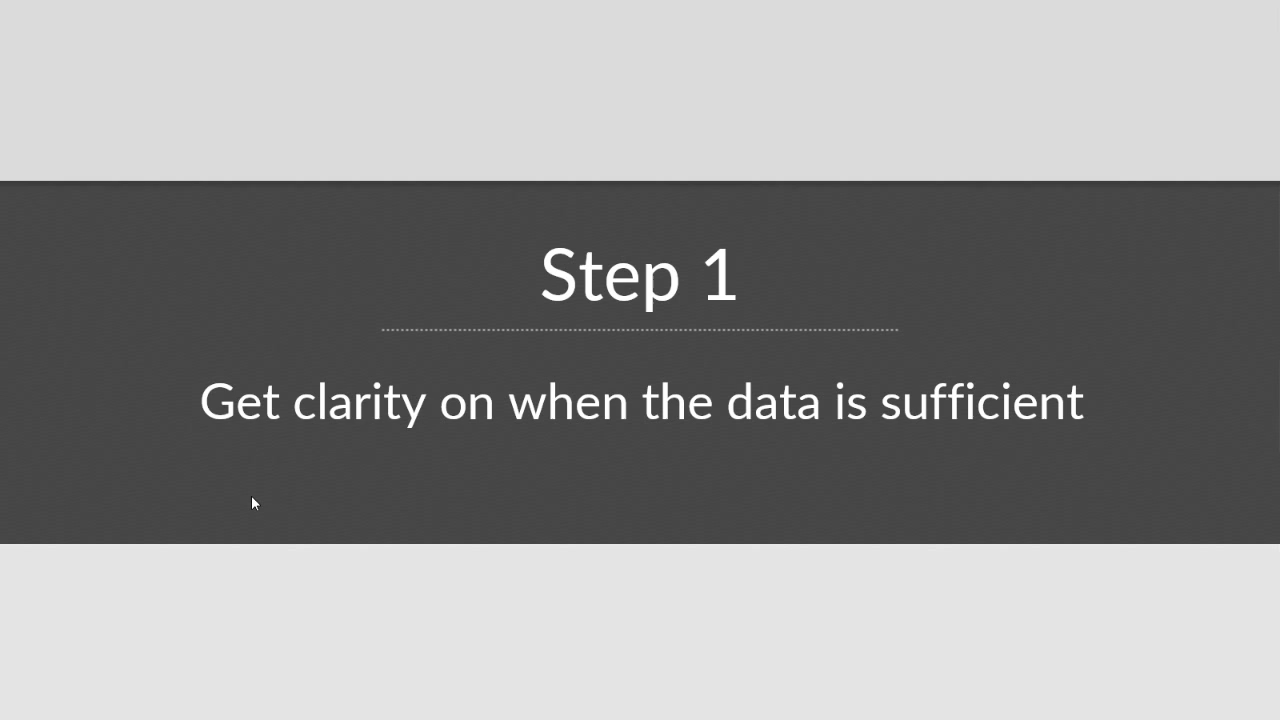 Step 1
Get clarity on when the data is sufficient